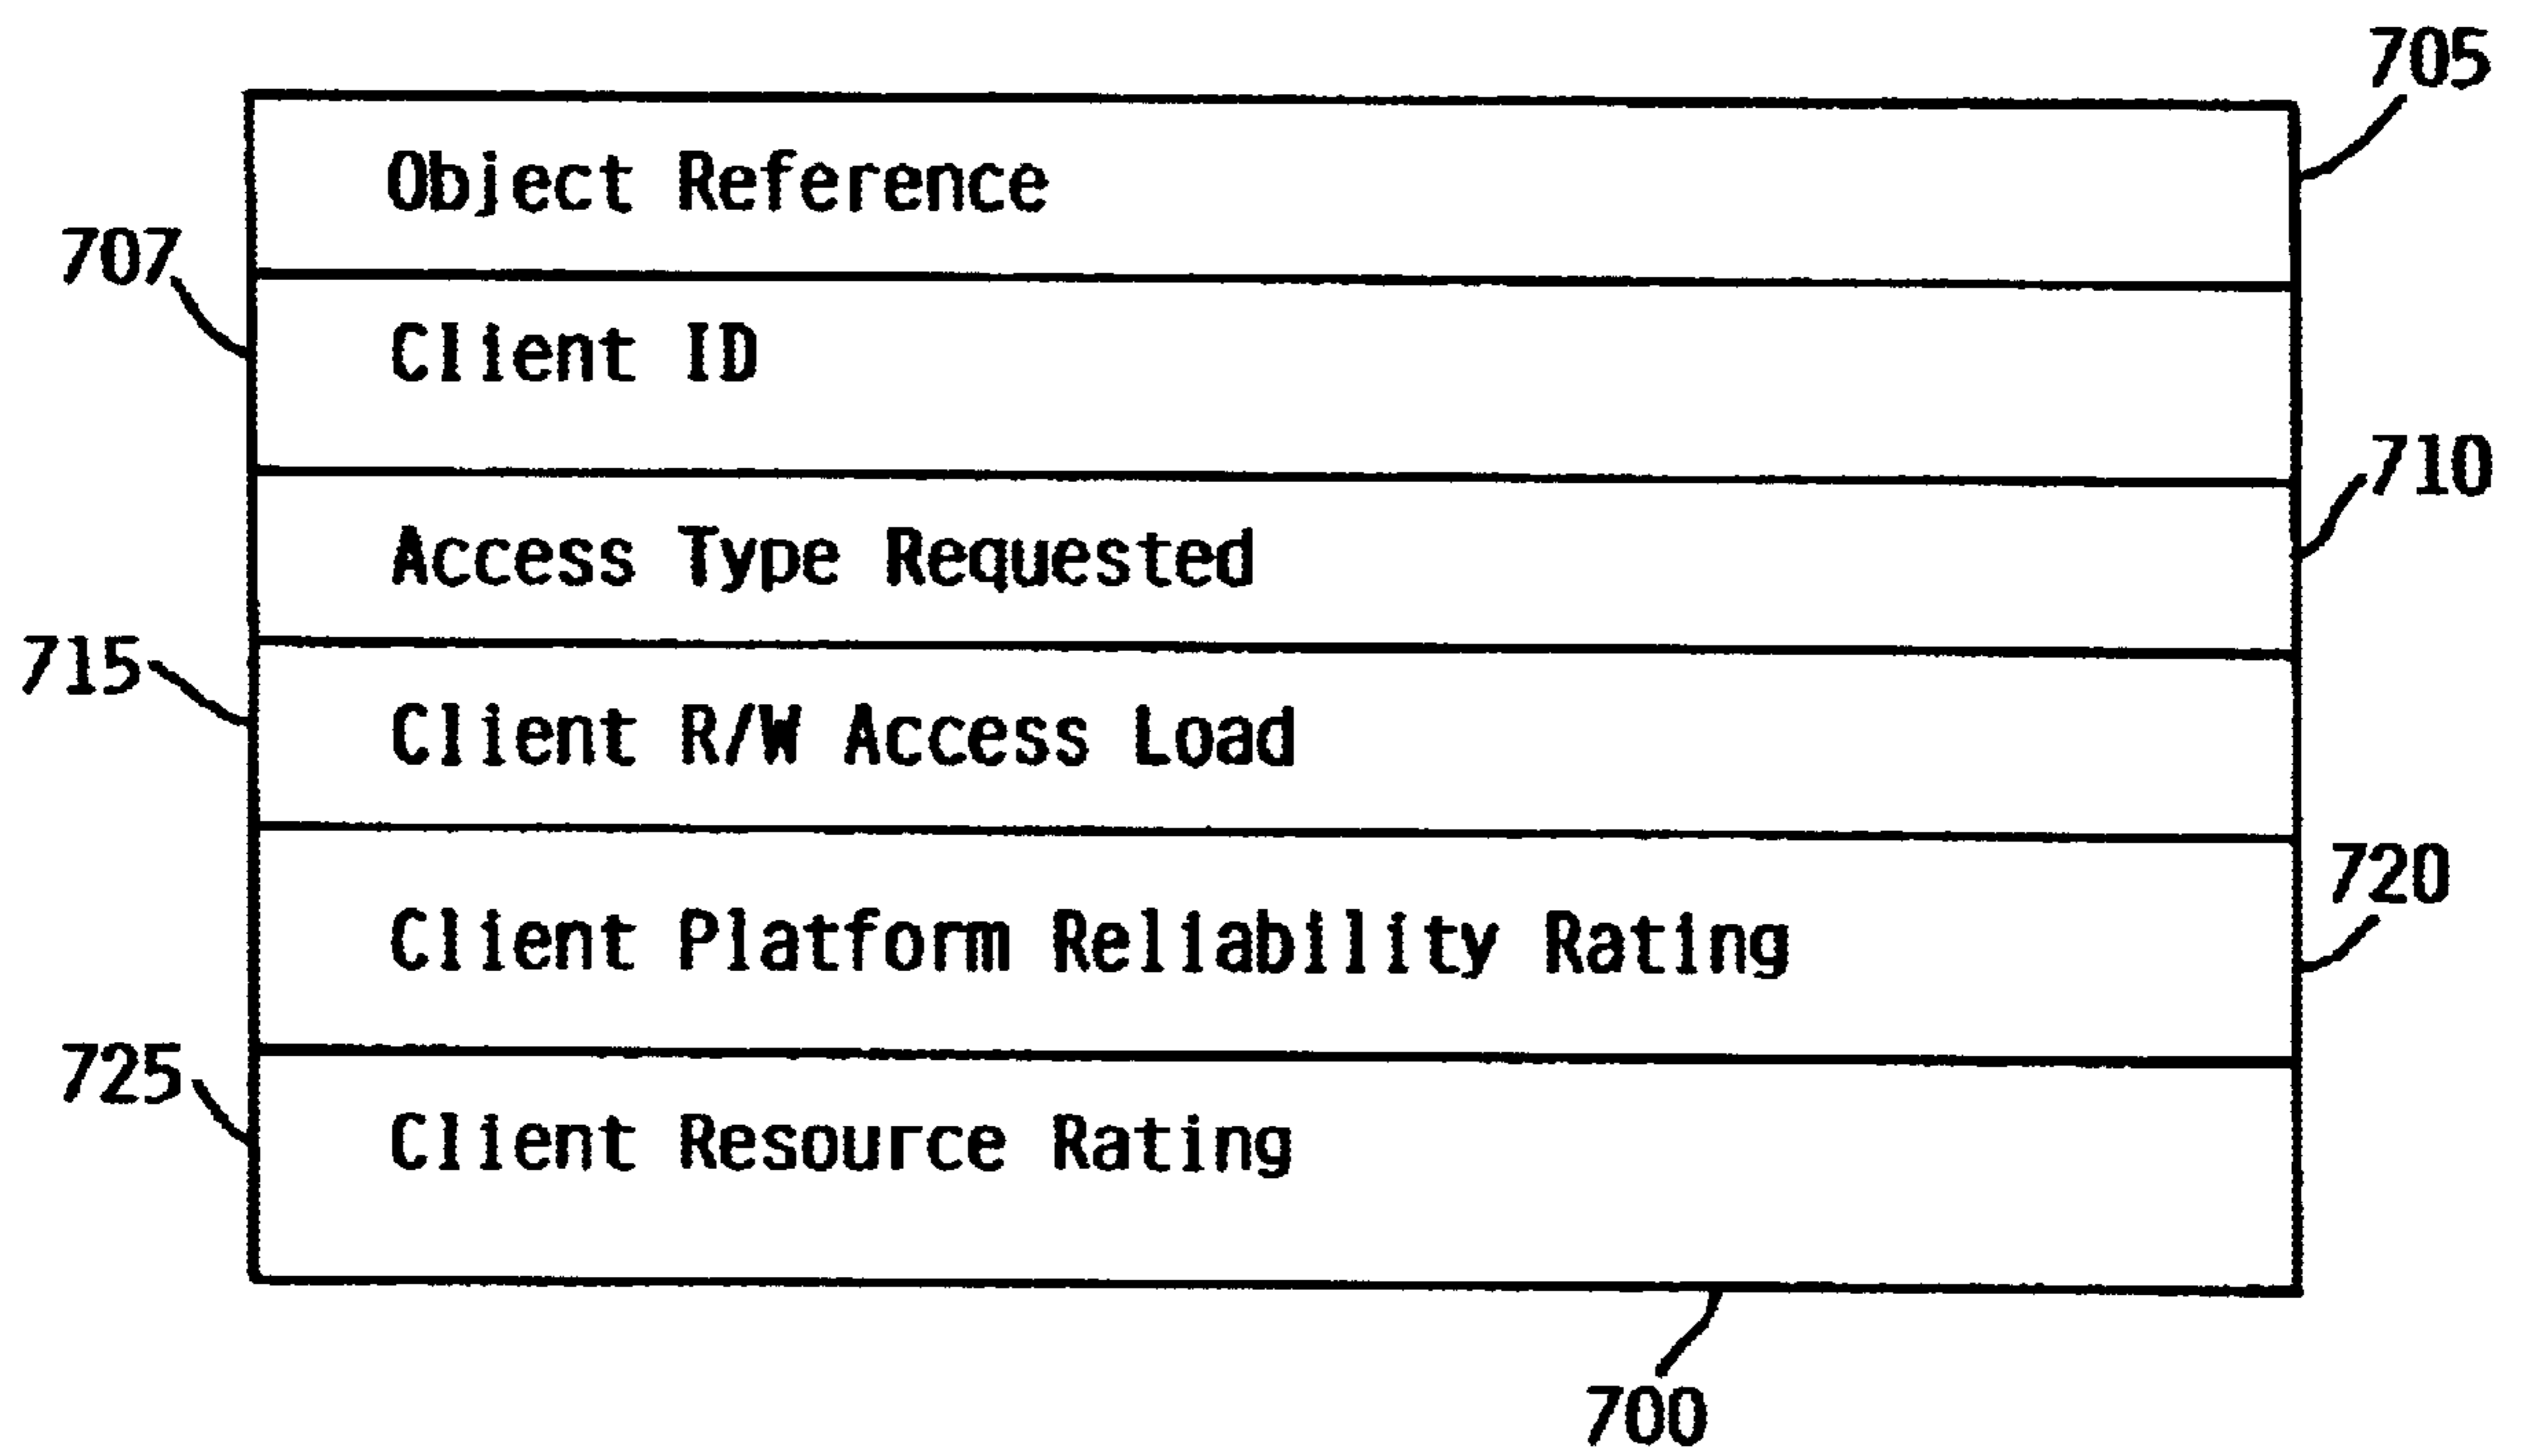 705
Object Reference
707
Client ID
710
Access Type Requested
715
Client R/W Access Load
720
Client Platform Reliability Rating
725
Client Resource Rating
700